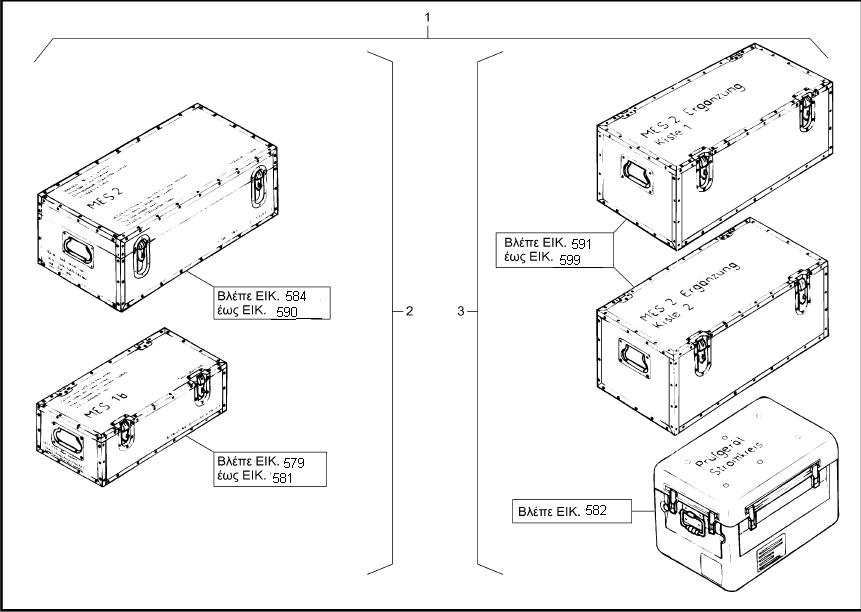 1
MES 2
Βλέπε ΕΙΚ. 584
έως ΕΙΚ. 590
MES 1b
Βλέπε ΕΙΚ. 579
έως ΕΙΚ. 581
2
3
MES 2 Ergänzung
Kiste 1
Βλέπε ΕΙΚ. 591
έως ΕΙΚ. 599
MES 2 Ergänzung
Kiste 2
Prüfgerät
Stromkreis
Βλέπε ΕΙΚ. 582